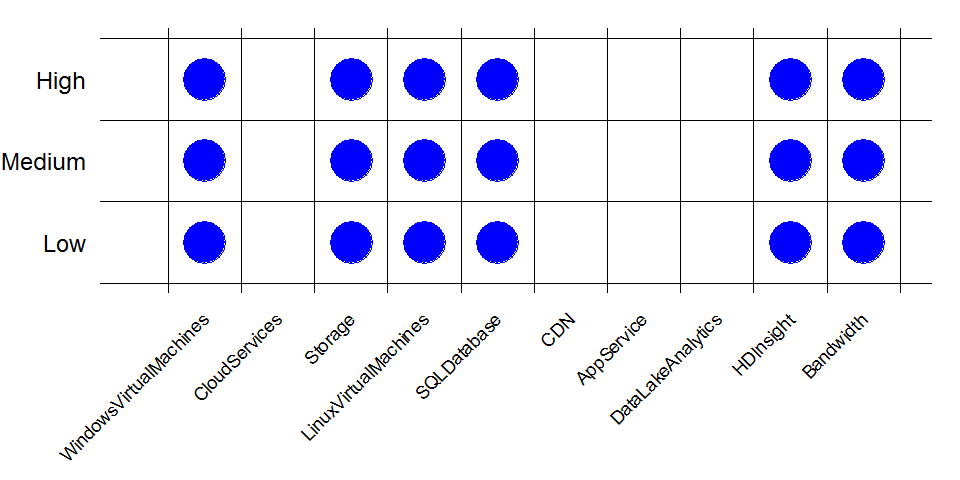 High
Medium
Low
WindowsVirtualMachines
CloudServices
Storage
LinuxVirtualMachines
SQLDatabase
CDN
AppService
DataLakeAnalytics
HDInsight
Bandwidth